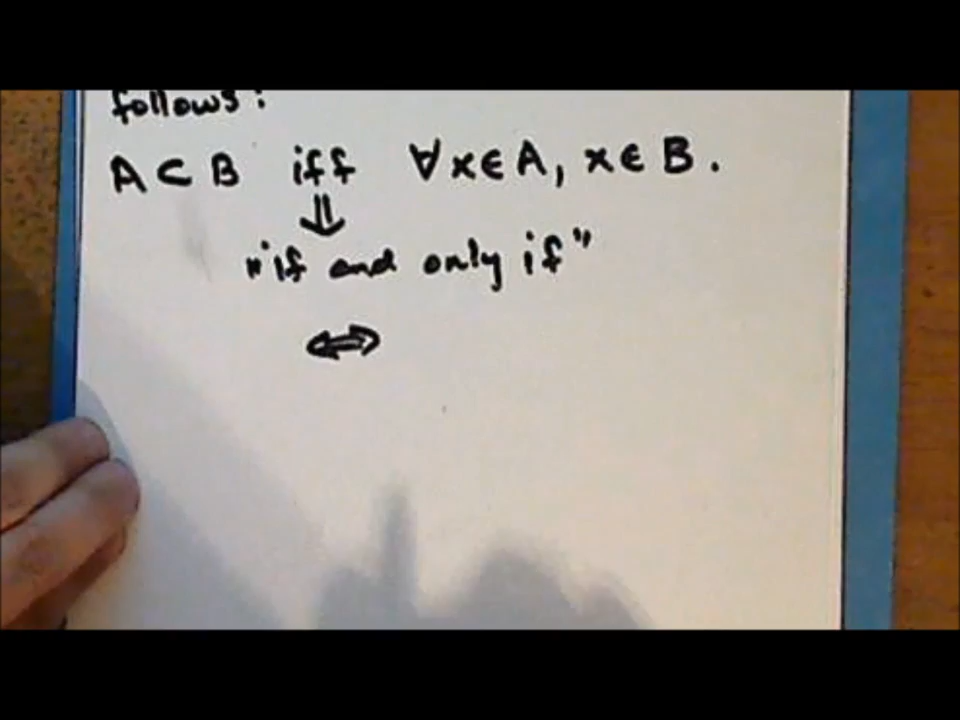 follows:
A ⊂ B iff ∀x∈A, x∈B.
⇓
"if and only if"
⇔